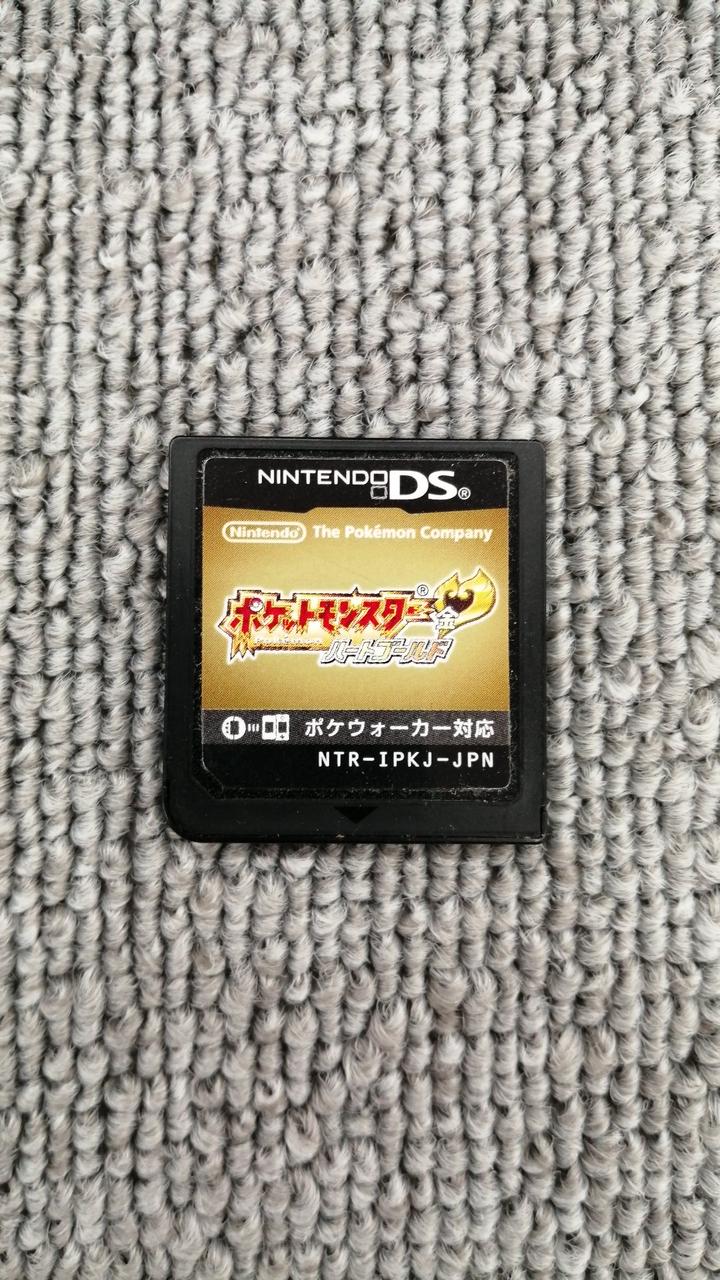 NINTENDO DS®
Nintendo® The Pokémon Company
ポケットモンスター®
Pokémon
金
ハートゴールド
ポケウォーカー対応
NTR-IPKJ-JPN